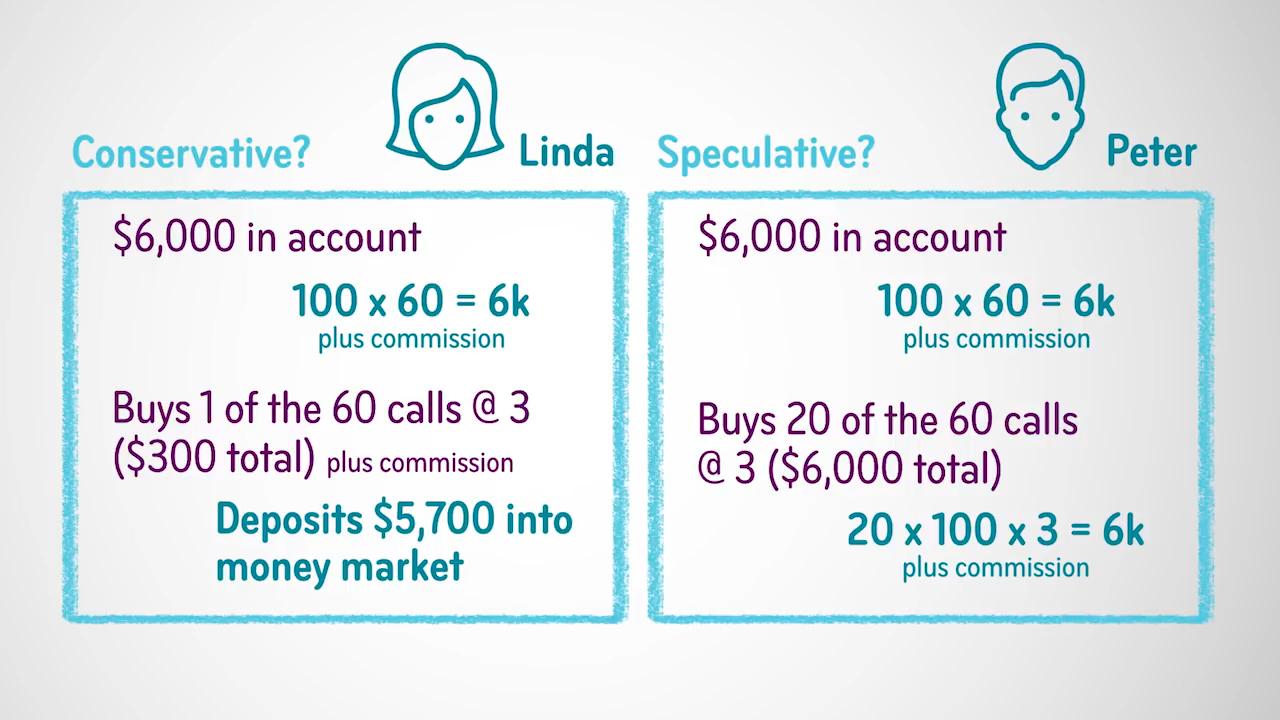 Conservative?
Linda
$6,000 in account
100 x 60 = 6k
plus commission
Buys 1 of the 60 calls @ 3
($300 total) plus commission
Deposits $5,700 into
money market
Speculative?
Peter
$6,000 in account
100 x 60 = 6k
plus commission
Buys 20 of the 60 calls
@ 3 ($6,000 total)
20 x 100 x 3 = 6k
plus commission